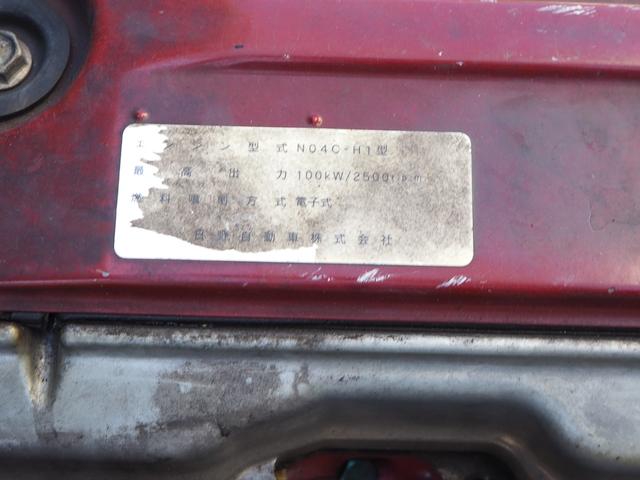 エンジン型式 N04C-H1型
最高出力 100kW/2500rpm
燃料噴射方式 電子式
日野自動車株式会社